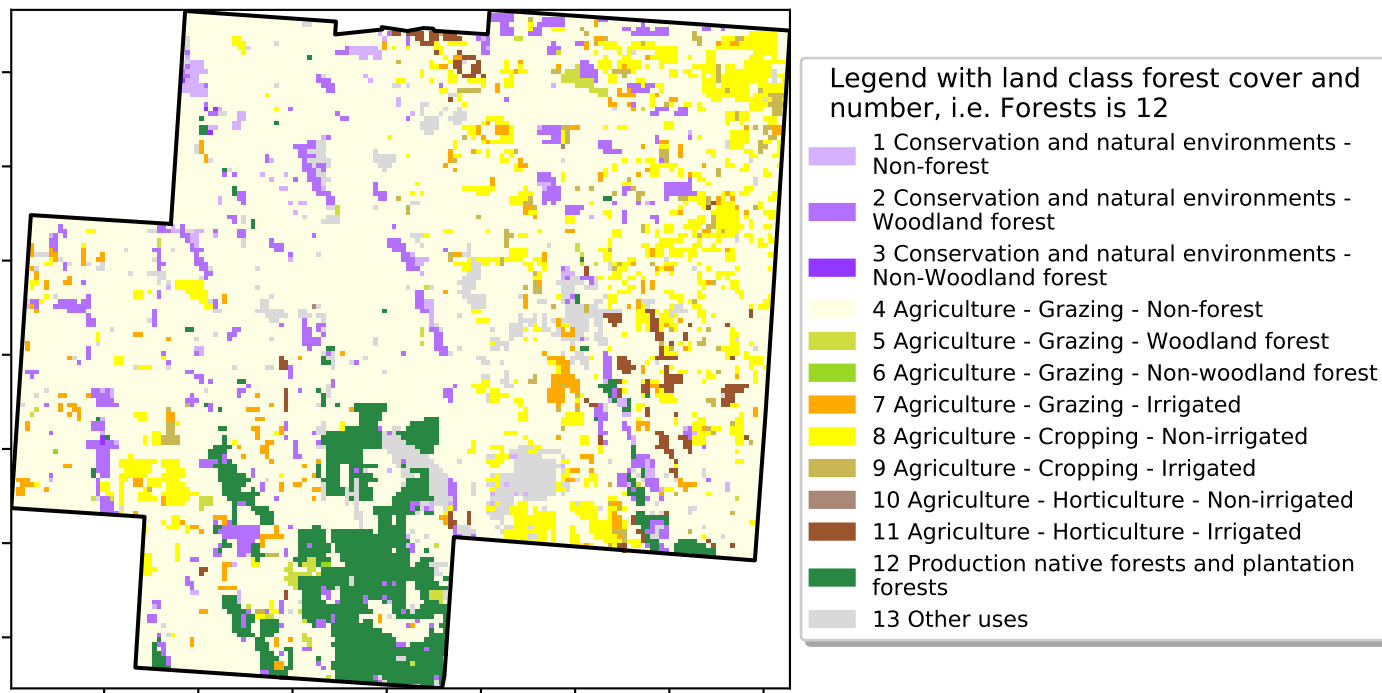 Legend with land class forest cover and
number, i.e. Forests is 12
1 Conservation and natural environments -
Non-forest
2 Conservation and natural environments -
Woodland forest
3 Conservation and natural environments -
Non-Woodland forest
4 Agriculture - Grazing - Non-forest
5 Agriculture - Grazing - Woodland forest
6 Agriculture - Grazing - Non-woodland forest
7 Agriculture - Grazing - Irrigated
8 Agriculture - Cropping - Non-irrigated
9 Agriculture - Cropping - Irrigated
10 Agriculture - Horticulture - Non-irrigated
11 Agriculture - Horticulture - Irrigated
12 Production native forests and plantation
forests
13 Other uses